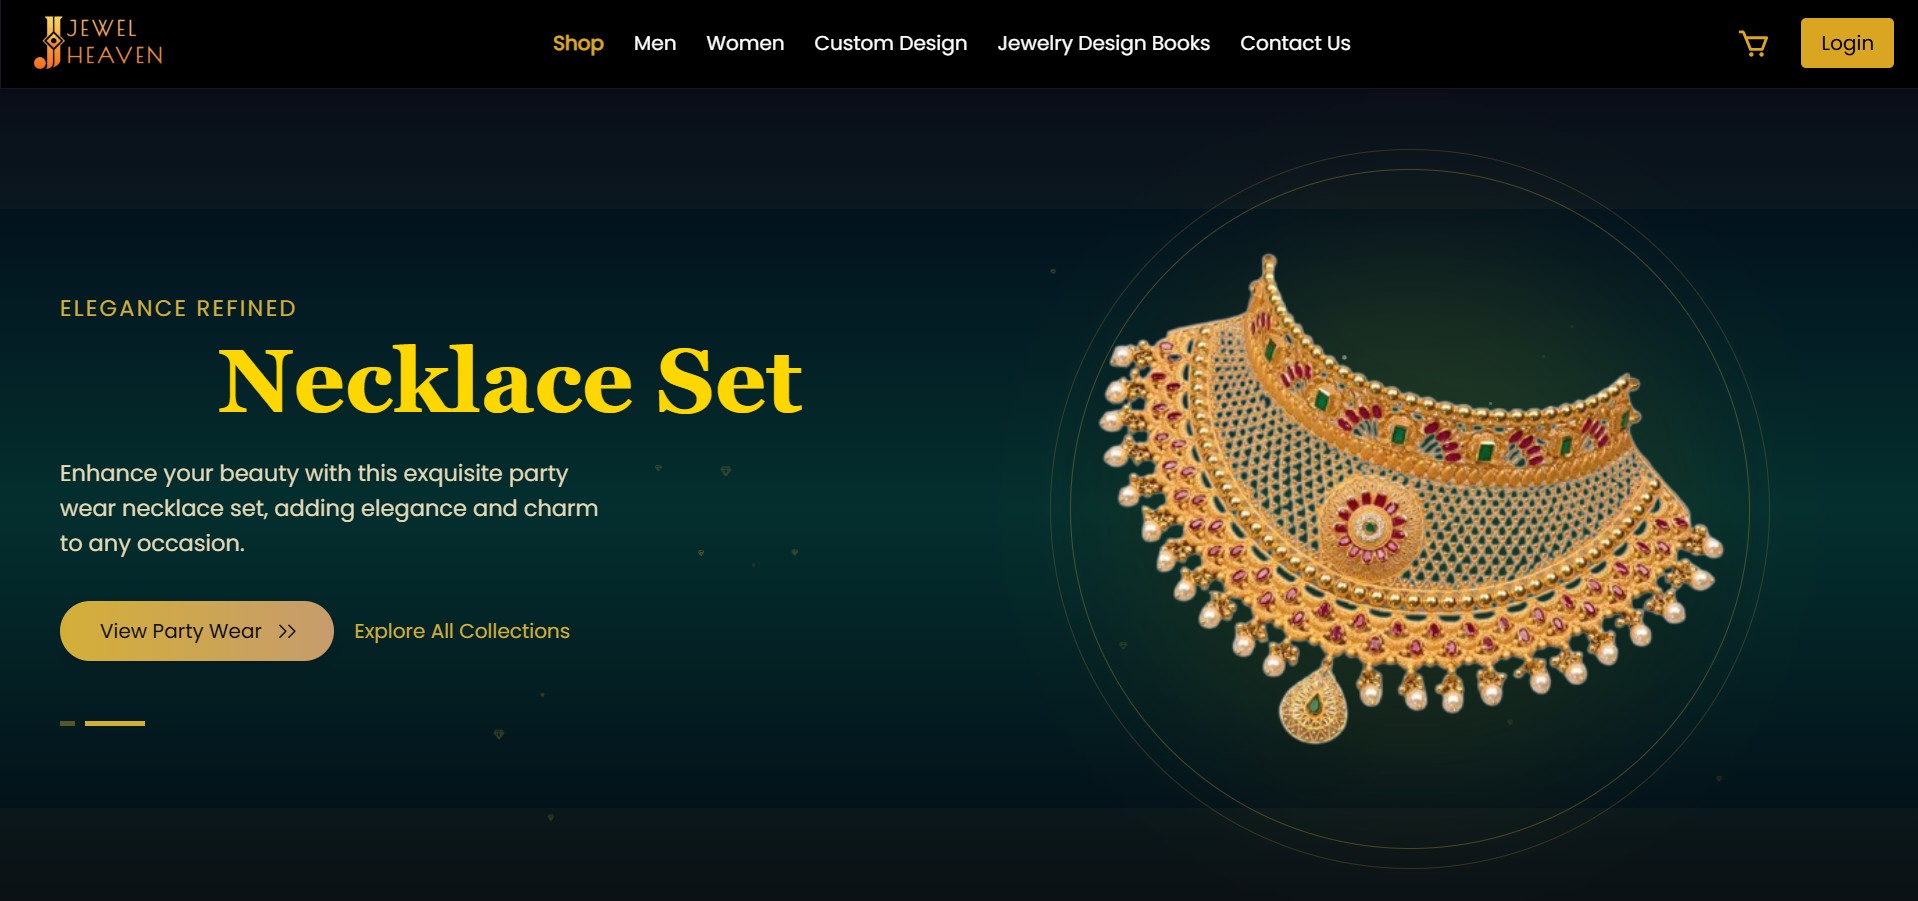 JEWEL
HEAVEN
Shop Men Women Custom Design Jewelry Design Books Contact Us
Login
ELEGANCE REFINED
Necklace Set
Enhance your beauty with this exquisite party
wear necklace set, adding elegance and charm
to any occasion.
View Party Wear
Explore All Collections